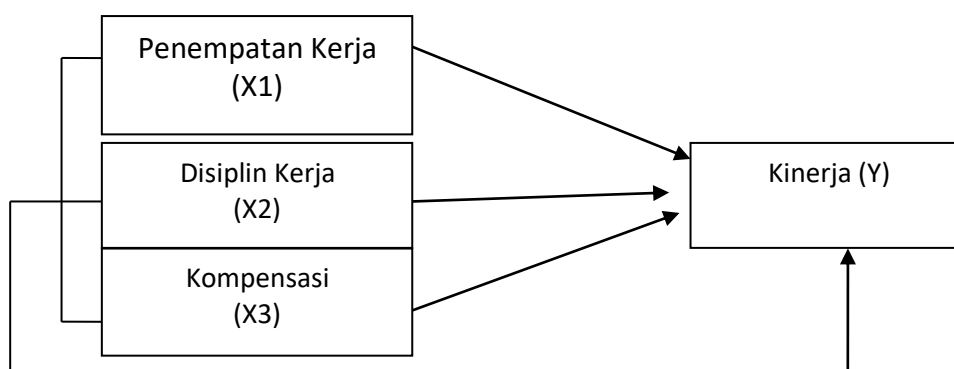 Penempatan Kerja
(X1)
Disiplin Kerja
(X2)
Kompensasi
(X3)
Kinerja (Y)